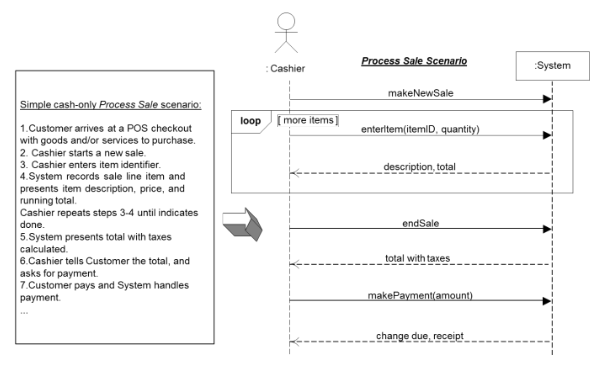 : Cashier
Process Sale Scenario
:System
Simple cash-only Process Sale scenario:
1.Customer arrives at a POS checkout
with goods and/or services to purchase.
2. Cashier starts a new sale.
3. Cashier enters item identifier.
4.System records sale line item and
presents item description, price, and
running total.
Cashier repeats steps 3-4 until indicates
done.
5.System presents total with taxes
calculated.
6.Cashier tells Customer the total, and
asks for payment.
7.Customer pays and System handles
payment.
...
makeNewSale
loop
[ more items ]
enterItem(itemID, quantity)
description, total
endSale
total with taxes
makePayment(amount)
change due, receipt